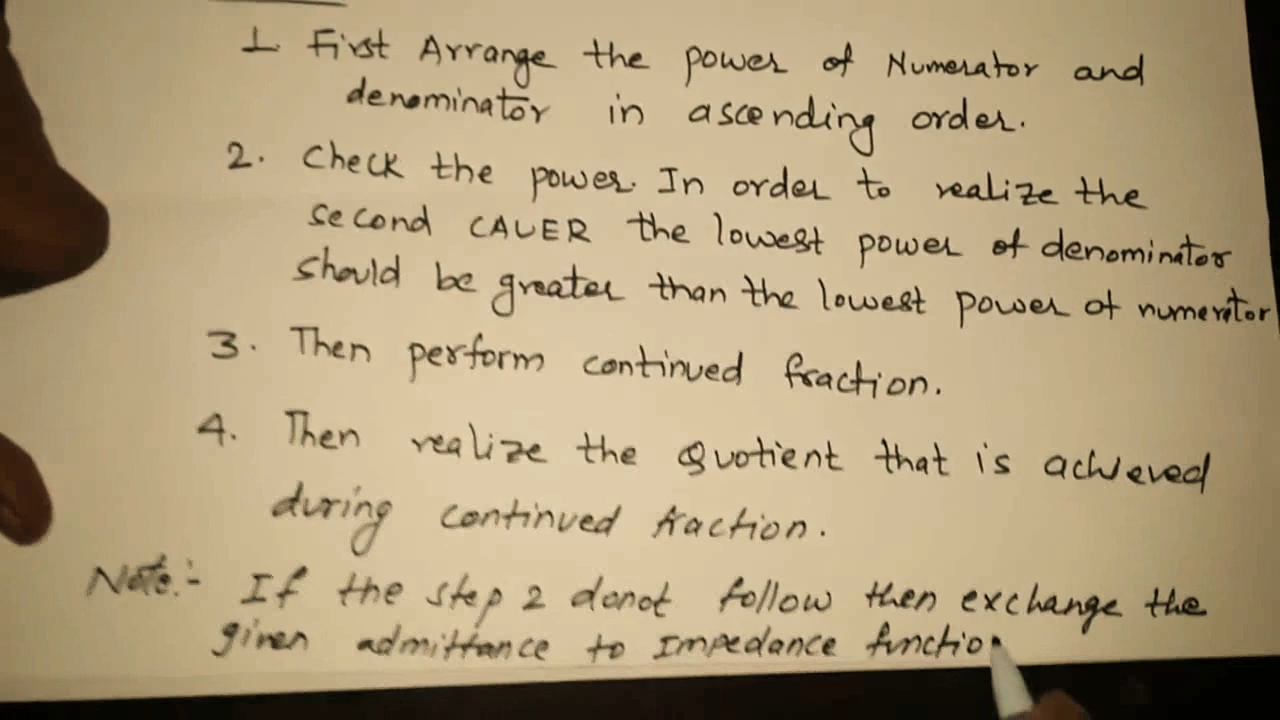 1. First Arrange the power of Numerator and
denominator in ascending order.
2. Check the power. In order to realize the
second CAUER the lowest power of denominator
should be greater than the lowest power of numerator
3. Then perform continued fraction.
4. Then realize the Quotient that is achieved
during continued fraction.
Note:- If the step 2 donot follow then exchange the
given admittance to Impedance functio